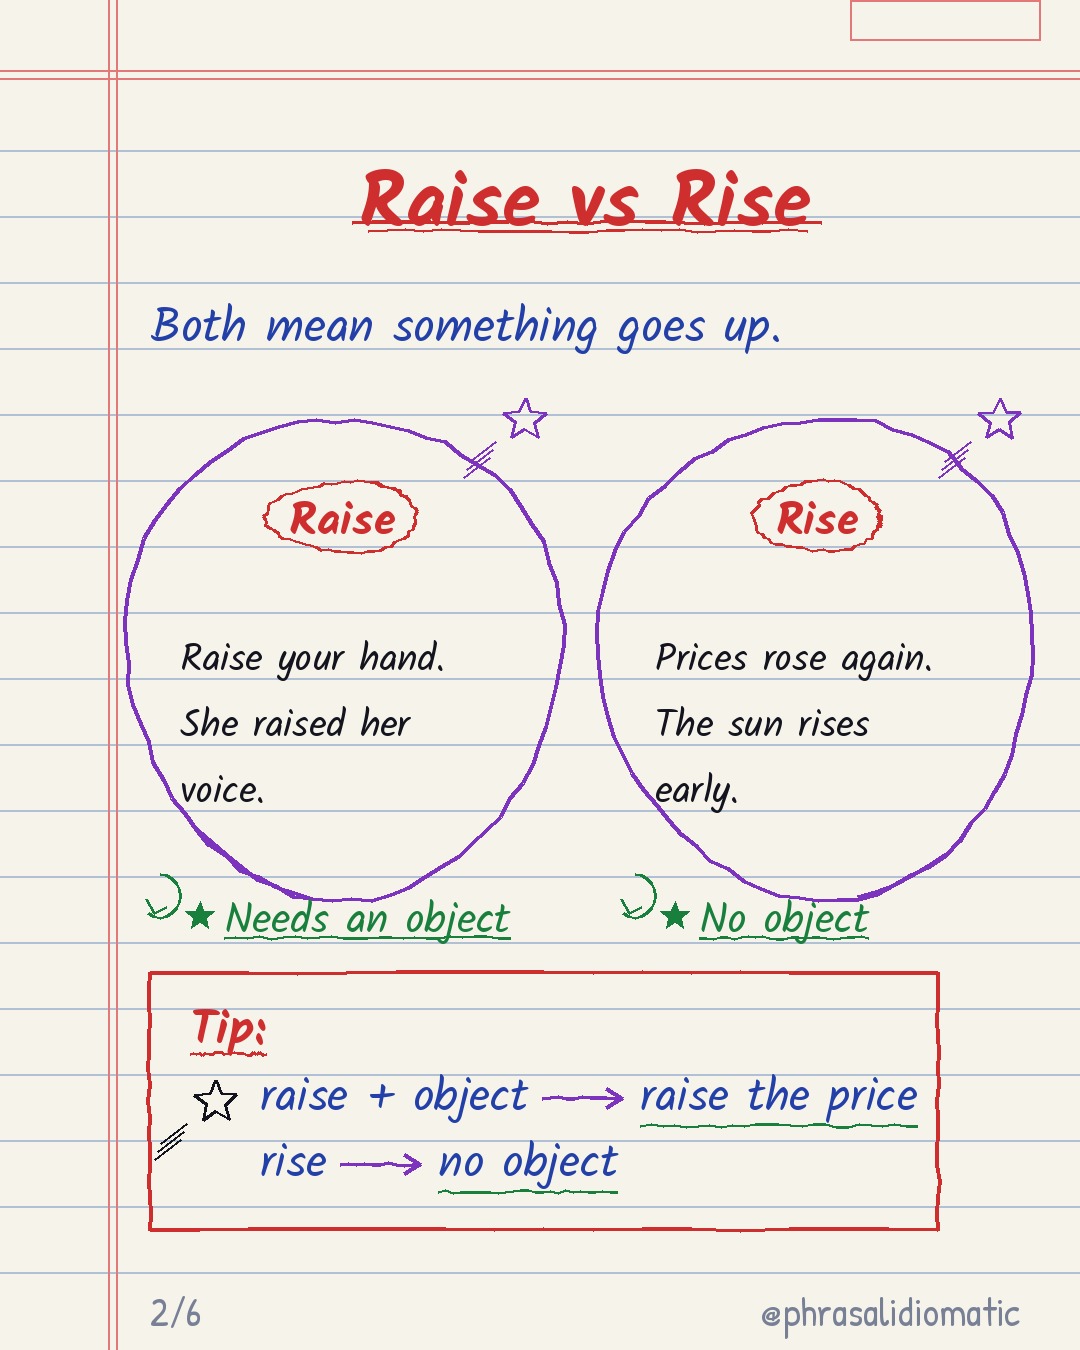 Raise vs Rise
Both mean something goes up.
Raise
Raise your hand.
She raised her
voice.
Needs an object
Rise
Prices rose again.
The sun rises
early.
No object
Tip:
raise + object → raise the price
rise → no object
2/6
@phrasalidiomatic